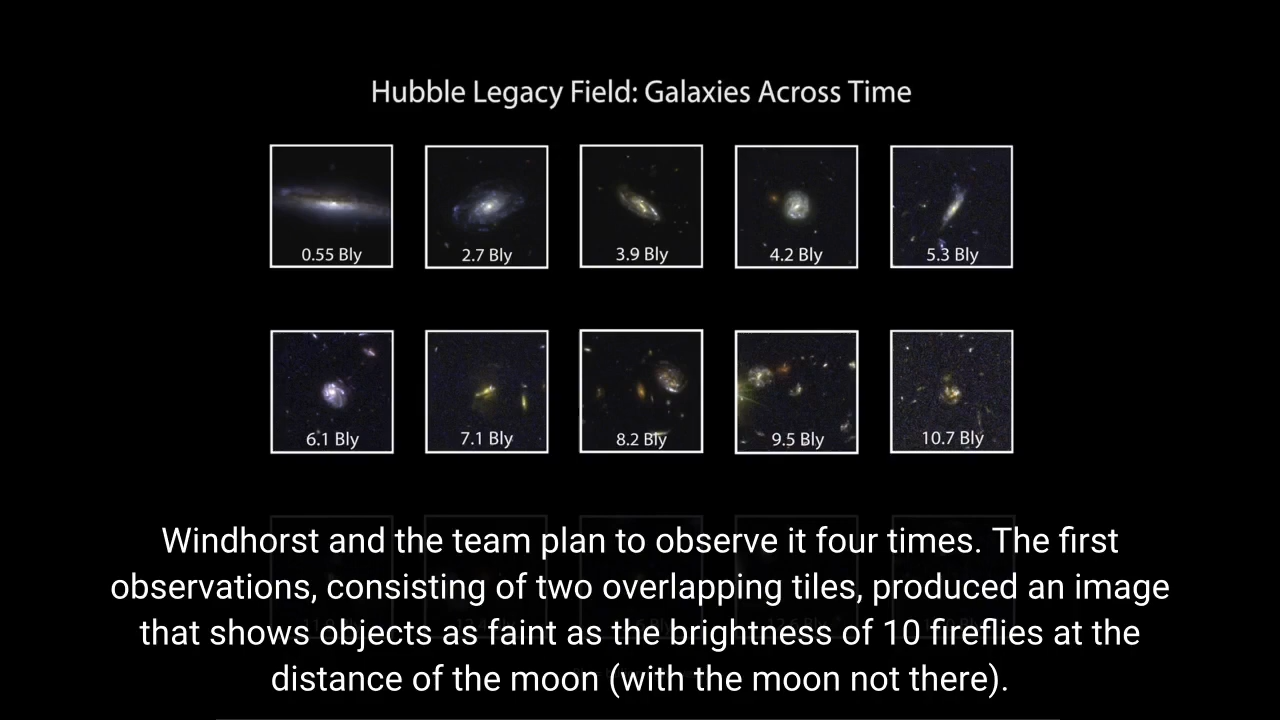 Hubble Legacy Field: Galaxies Across Time
0.55 Bly
2.7 Bly
3.9 Bly
4.2 Bly
5.3 Bly
6.1 Bly
7.1 Bly
8.2 Bly
9.5 Bly
10.7 Bly
Windhorst and the team plan to observe it four times. The first
observations, consisting of two overlapping tiles, produced an image
that shows objects as faint as the brightness of 10 fireflies at the
distance of the moon (with the moon not there).